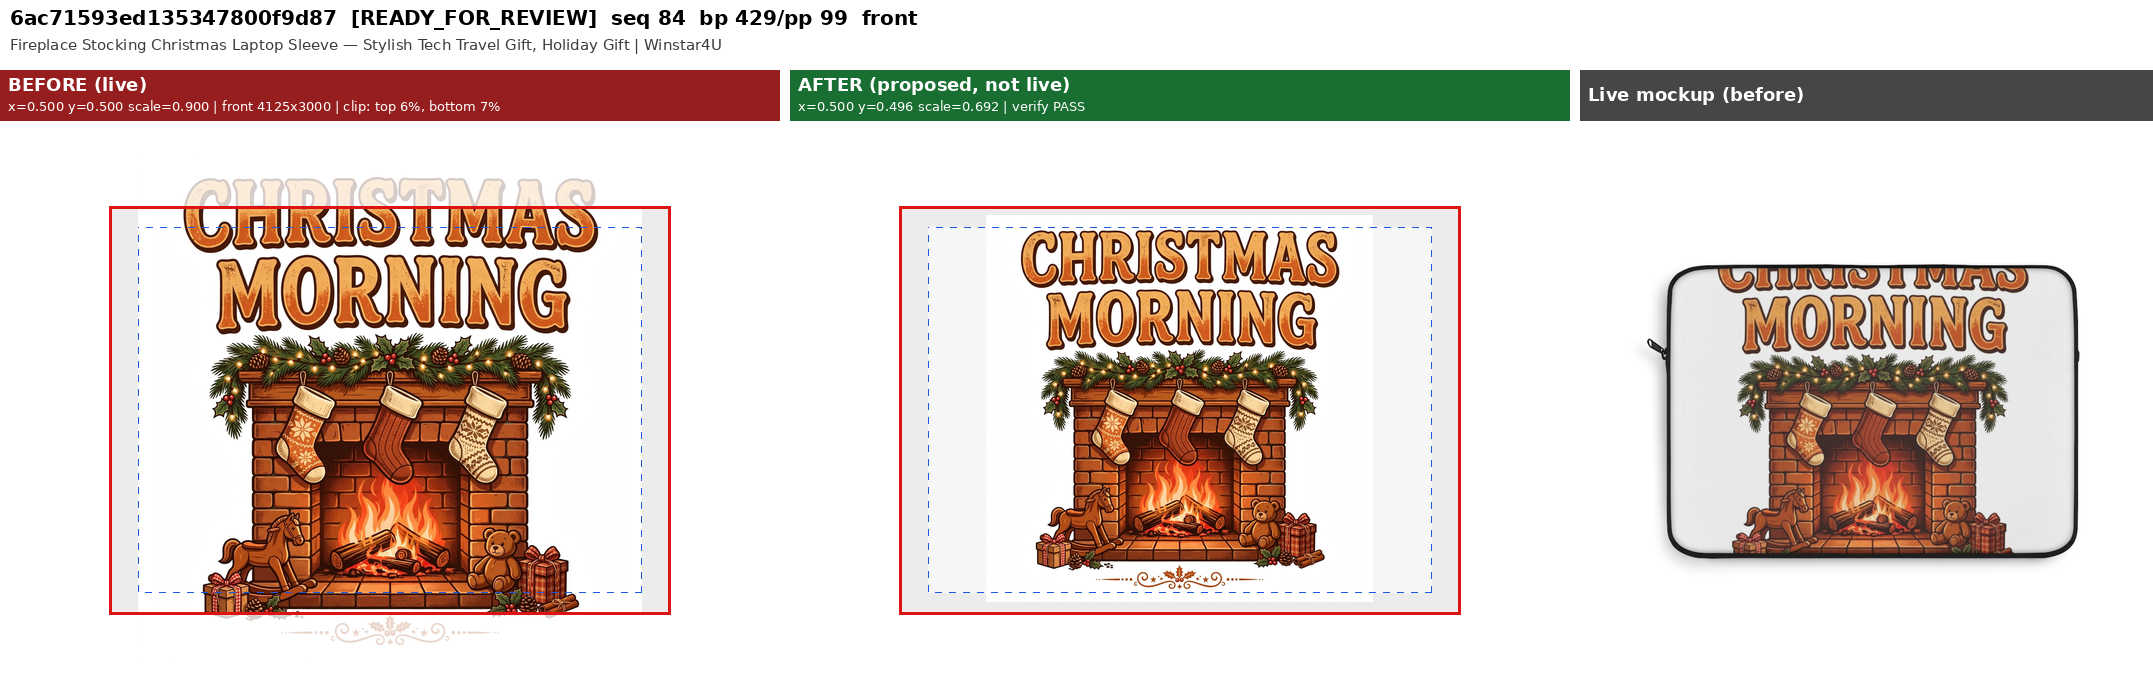 6ac71593ed135347800f9d87 [READY_FOR_REVIEW] seq 84 bp 429/pp 99 front
Fireplace Stocking Christmas Laptop Sleeve — Stylish Tech Travel Gift, Holiday Gift | Winstar4U
BEFORE (live)
x=0.500 y=0.500 scale=0.900 | front 4125x3000 | clip: top 6%, bottom 7%
AFTER (proposed, not live)
x=0.500 y=0.496 scale=0.692 | verify PASS
Live mockup (before)
CHRISTMAS
MORNING
CHRISTMAS
MORNING
CHRISTMAS
MORNING